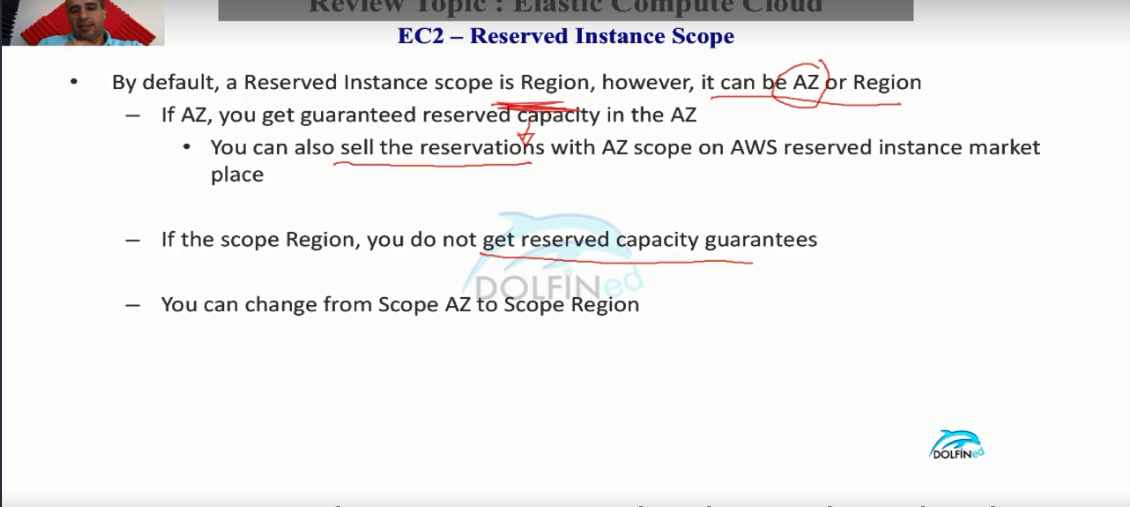 Review Topic : Elastic Compute Cloud
EC2 – Reserved Instance Scope
• By default, a Reserved Instance scope is Region, however, it can be AZ or Region
– If AZ, you get guaranteed reserved capacity in the AZ
• You can also sell the reservations with AZ scope on AWS reserved instance market
place
– If the scope Region, you do not get reserved capacity guarantees
DOLFINed
– You can change from Scope AZ to Scope Region
DOLFINed